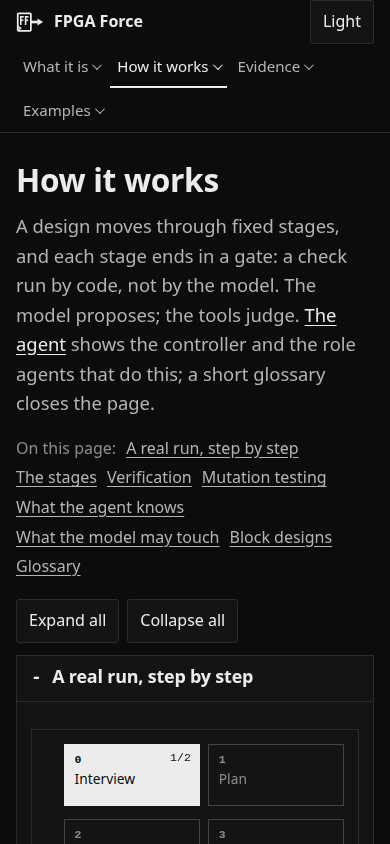 FPGA Force
Light
What it is
How it works
Evidence
Examples
How it works
A design moves through fixed stages,
and each stage ends in a gate: a check
run by code, not by the model. The
model proposes; the tools judge. The
agent shows the controller and the role
agents that do this; a short glossary
closes the page.
On this page: A real run, step by step
The stages Verification Mutation testing
What the agent knows
What the model may touch Block designs
Glossary
Expand all
Collapse all
- A real run, step by step
0 1/2
Interview
1
Plan
2
3